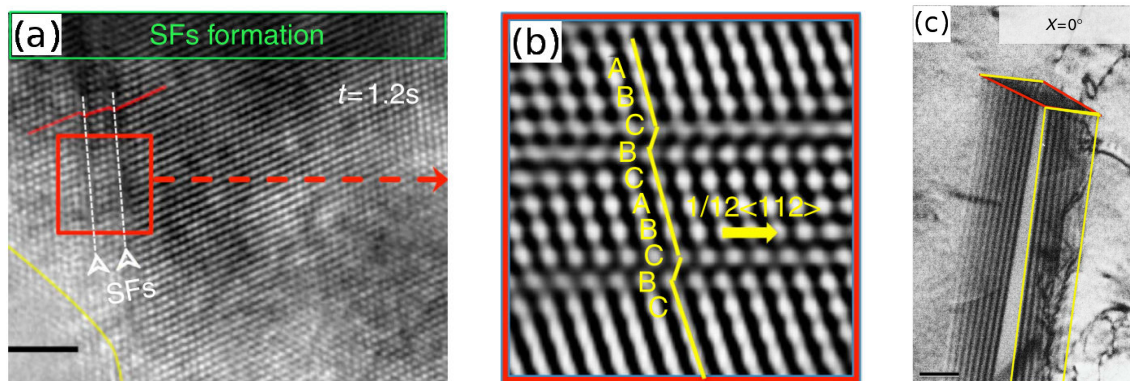 (a)
SFs formation
t=1.2s
SFs
(b)
A
B
C
B
C
A
B
C
B
C
1/12<112>
(c)
X=0°